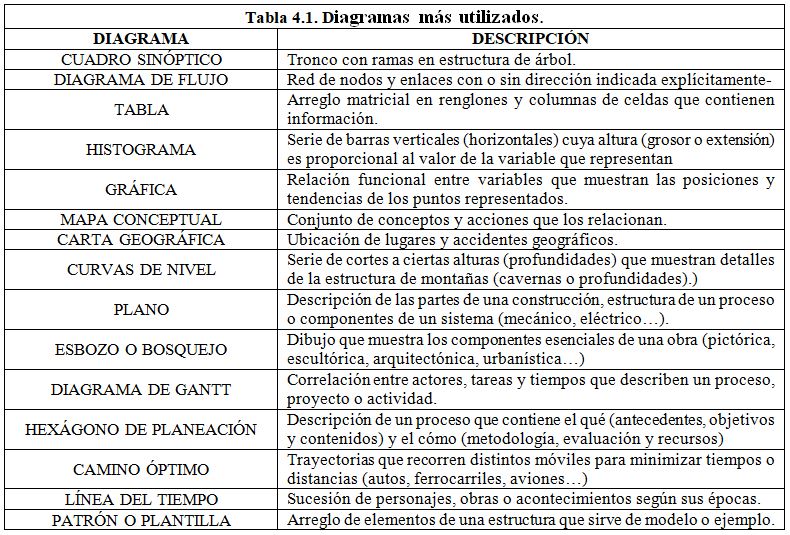 Tabla 4.1. Diagramas más utilizados.
DIAGRAMA DESCRIPCIÓN
CUADRO SINÓPTICO Tronco con ramas en estructura de árbol.
DIAGRAMA DE FLUJO Red de nodos y enlaces con o sin dirección indicada explícitamente-
TABLA Arreglo matricial en renglones y columnas de celdas que contienen
información.
HISTOGRAMA Serie de barras verticales (horizontales) cuya altura (grosor o extensión)
es proporcional al valor de la variable que representan
GRÁFICA Relación funcional entre variables que muestran las posiciones y
tendencias de los puntos representados.
MAPA CONCEPTUAL Conjunto de conceptos y acciones que los relacionan.
CARTA GEOGRÁFICA Ubicación de lugares y accidentes geográficos.
CURVAS DE NIVEL Serie de cortes a ciertas alturas (profundidades) que muestran detalles
de la estructura de montañas (cavernas o profundidades).)
PLANO Descripción de las partes de una construcción, estructura de un proceso
o componentes de un sistema (mecánico, eléctrico…).
ESBOZO O BOSQUEJO Dibujo que muestra los componentes esenciales de una obra (pictórica,
escultórica, arquitectónica, urbanística…)
DIAGRAMA DE GANTT Correlación entre actores, tareas y tiempos que describen un proceso,
proyecto o actividad.
HEXÁGONO DE PLANEACIÓN Descripción de un proceso que contiene el qué (antecedentes, objetivos
y contenidos) y el cómo (metodología, evaluación y recursos)
CAMINO ÓPTIMO Trayectorias que recorren distintos móviles para minimizar tiempos o
distancias (autos, ferrocarriles, aviones…)
LÍNEA DEL TIEMPO Sucesión de personajes, obras o acontecimientos según sus épocas.
PATRÓN O PLANTILLA Arreglo de elementos de una estructura que sirve de modelo o ejemplo.